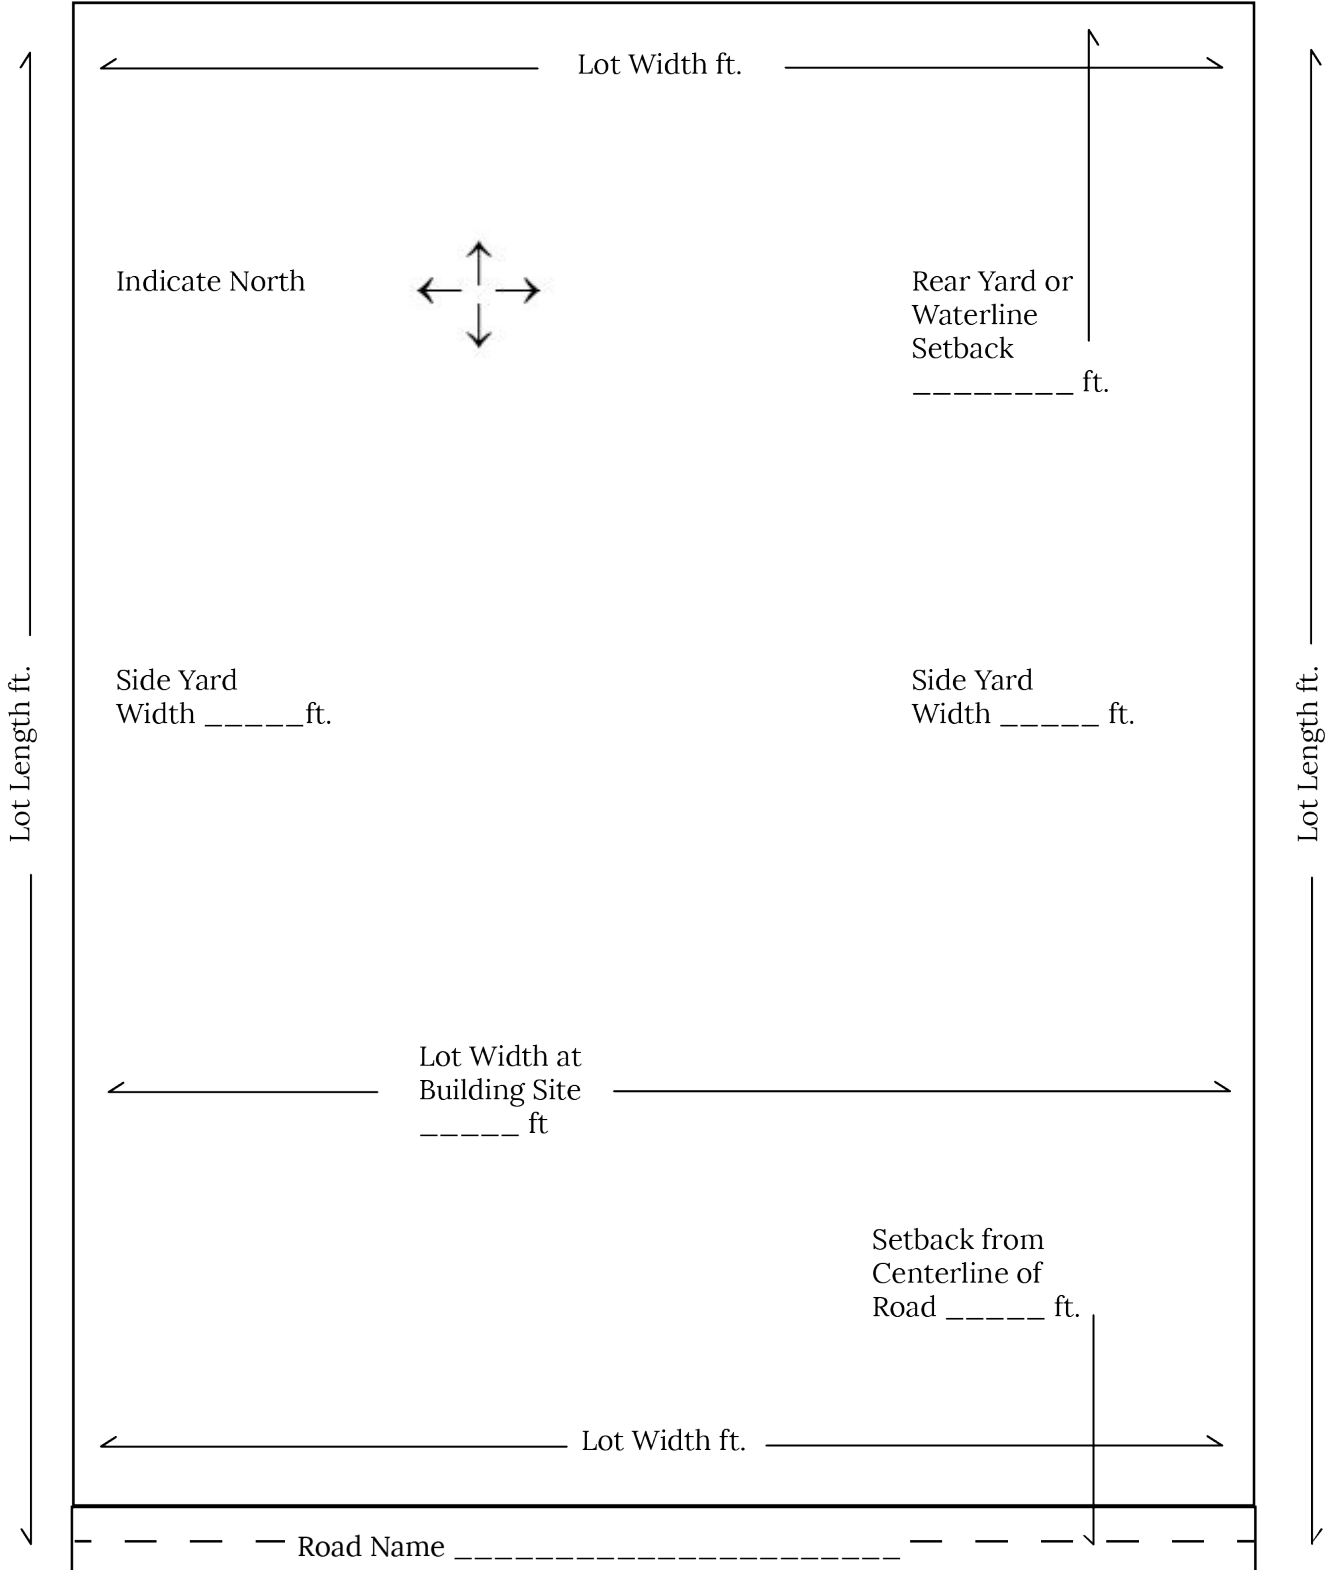 Lot Width ft.
Indicate North
Rear Yard or
Waterline
Setback
________ ft.
Lot Length ft.
Side Yard
Width _____ft.
Side Yard
Width _____ ft.
Lot Length ft.
Lot Width at
Building Site
_____ ft
Setback from
Centerline of
Road _____ ft.
Lot Width ft.
Road Name ______________________